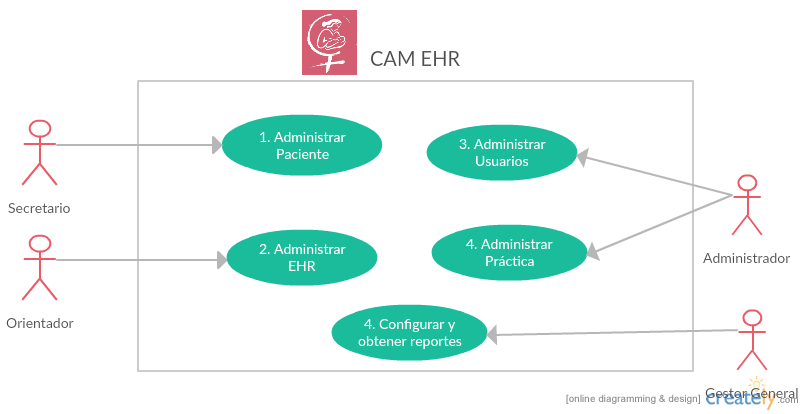 CAM EHR
1. Administrar
Paciente
3. Administrar
Usuarios
Secretario
2. Administrar
EHR
4. Administrar
Práctica
Administrador
Orientador
4. Configurar y
obtener reportes
Gestor General
[online diagramming & design] creately.com